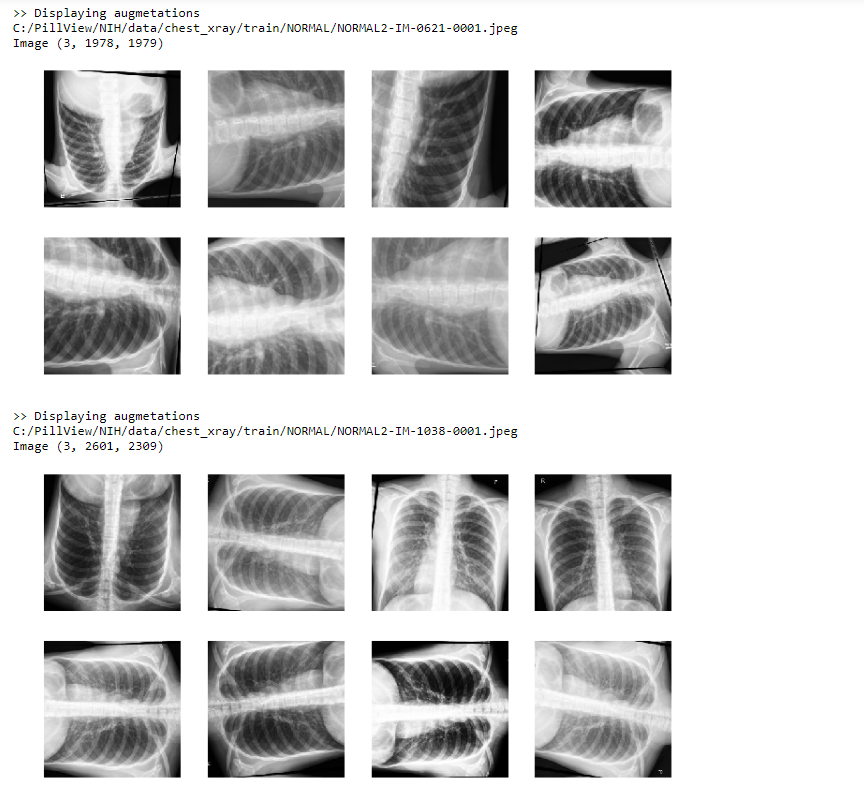 >> Displaying augmetations
C:/PillView/NIH/data/chest_xray/train/NORMAL/NORMAL2-IM-0621-0001.jpeg
Image (3, 1978, 1979)
>> Displaying augmetations
C:/PillView/NIH/data/chest_xray/train/NORMAL/NORMAL2-IM-1038-0001.jpeg
Image (3, 2601, 2309)
R